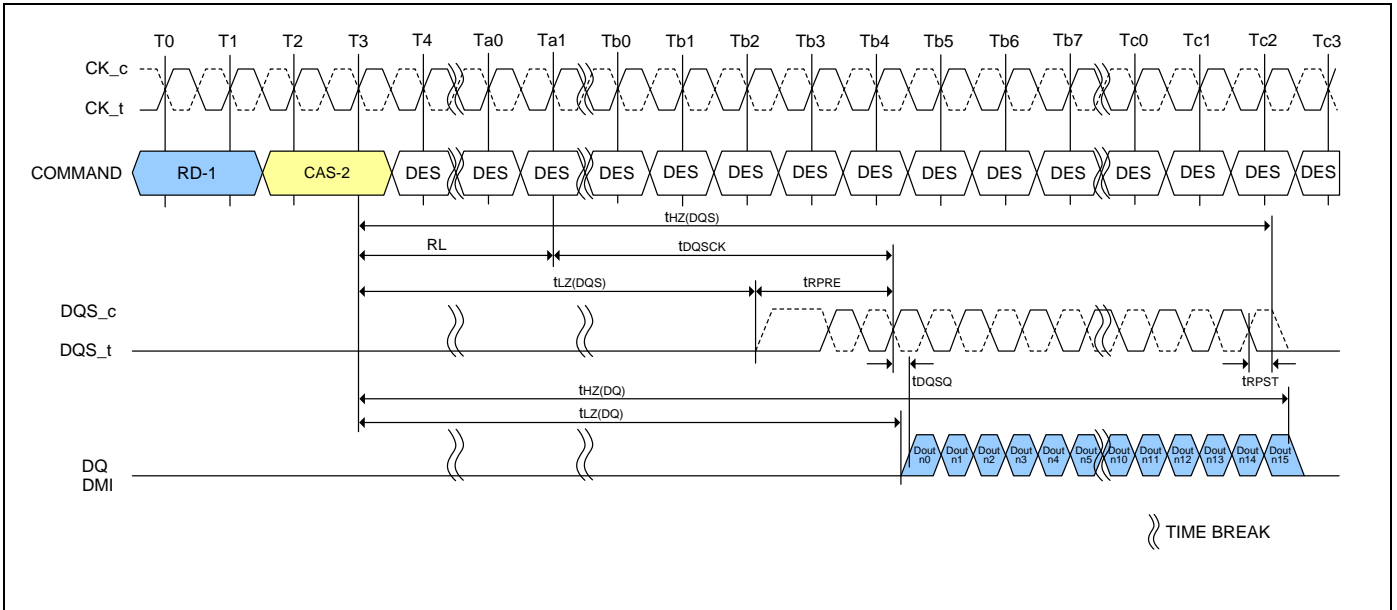 T0 T1 T2 T3 T4 Ta0 Ta1 Tb0 Tb1 Tb2 Tb3 Tb4 Tb5 Tb6 Tb7 Tc0 Tc1 Tc2 Tc3
CK_c
CK_t
COMMAND RD-1 CAS-2 DES DES DES DES DES DES DES DES DES DES DES DES DES DES DES
tHZ(DQS)
RL tDQSCK
tLZ(DQS) tRPRE
DQS_c
DQS_t
tDQSQ tRPST
tHZ(DQ)
tLZ(DQ)
Dout Dout Dout Dout Dout Dout Dout Dout Dout Dout Dout Dout
n0 n1 n2 n3 n4 n5 n10 n11 n12 n13 n14 n15
DQ
DMI
TIME BREAK